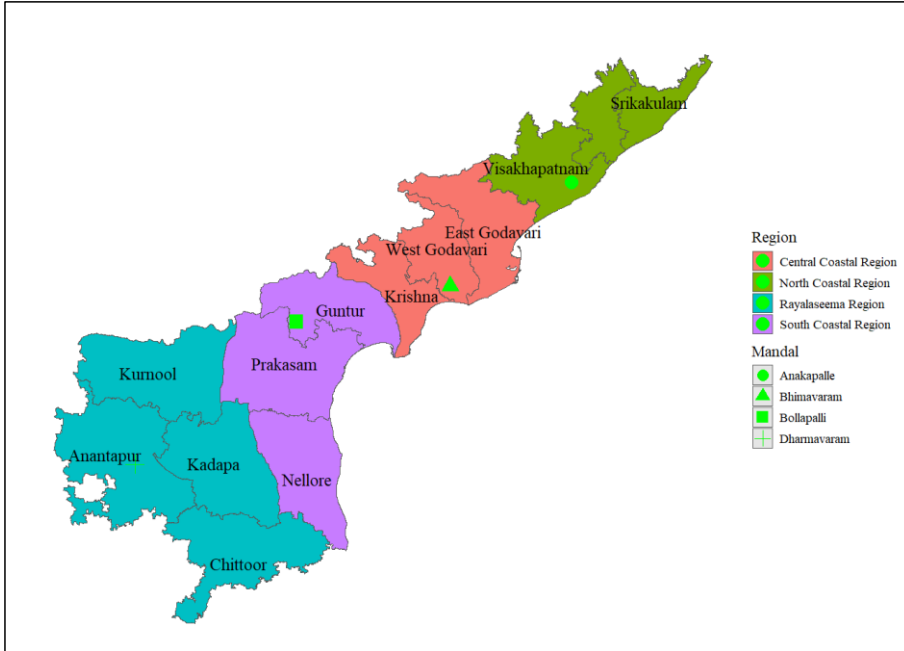 Srikakulam
Visakhapatnam
East Godavari
West Godavari
Krishna
Guntur
Prakasam
Kurnool
Anantapur
Kadapa
Nellore
Chittoor
Region
Central Coastal Region
North Coastal Region
Rayalaseema Region
South Coastal Region
Mandal
Anakapalle
Bhimavaram
Bollapalli
Dharmavaram